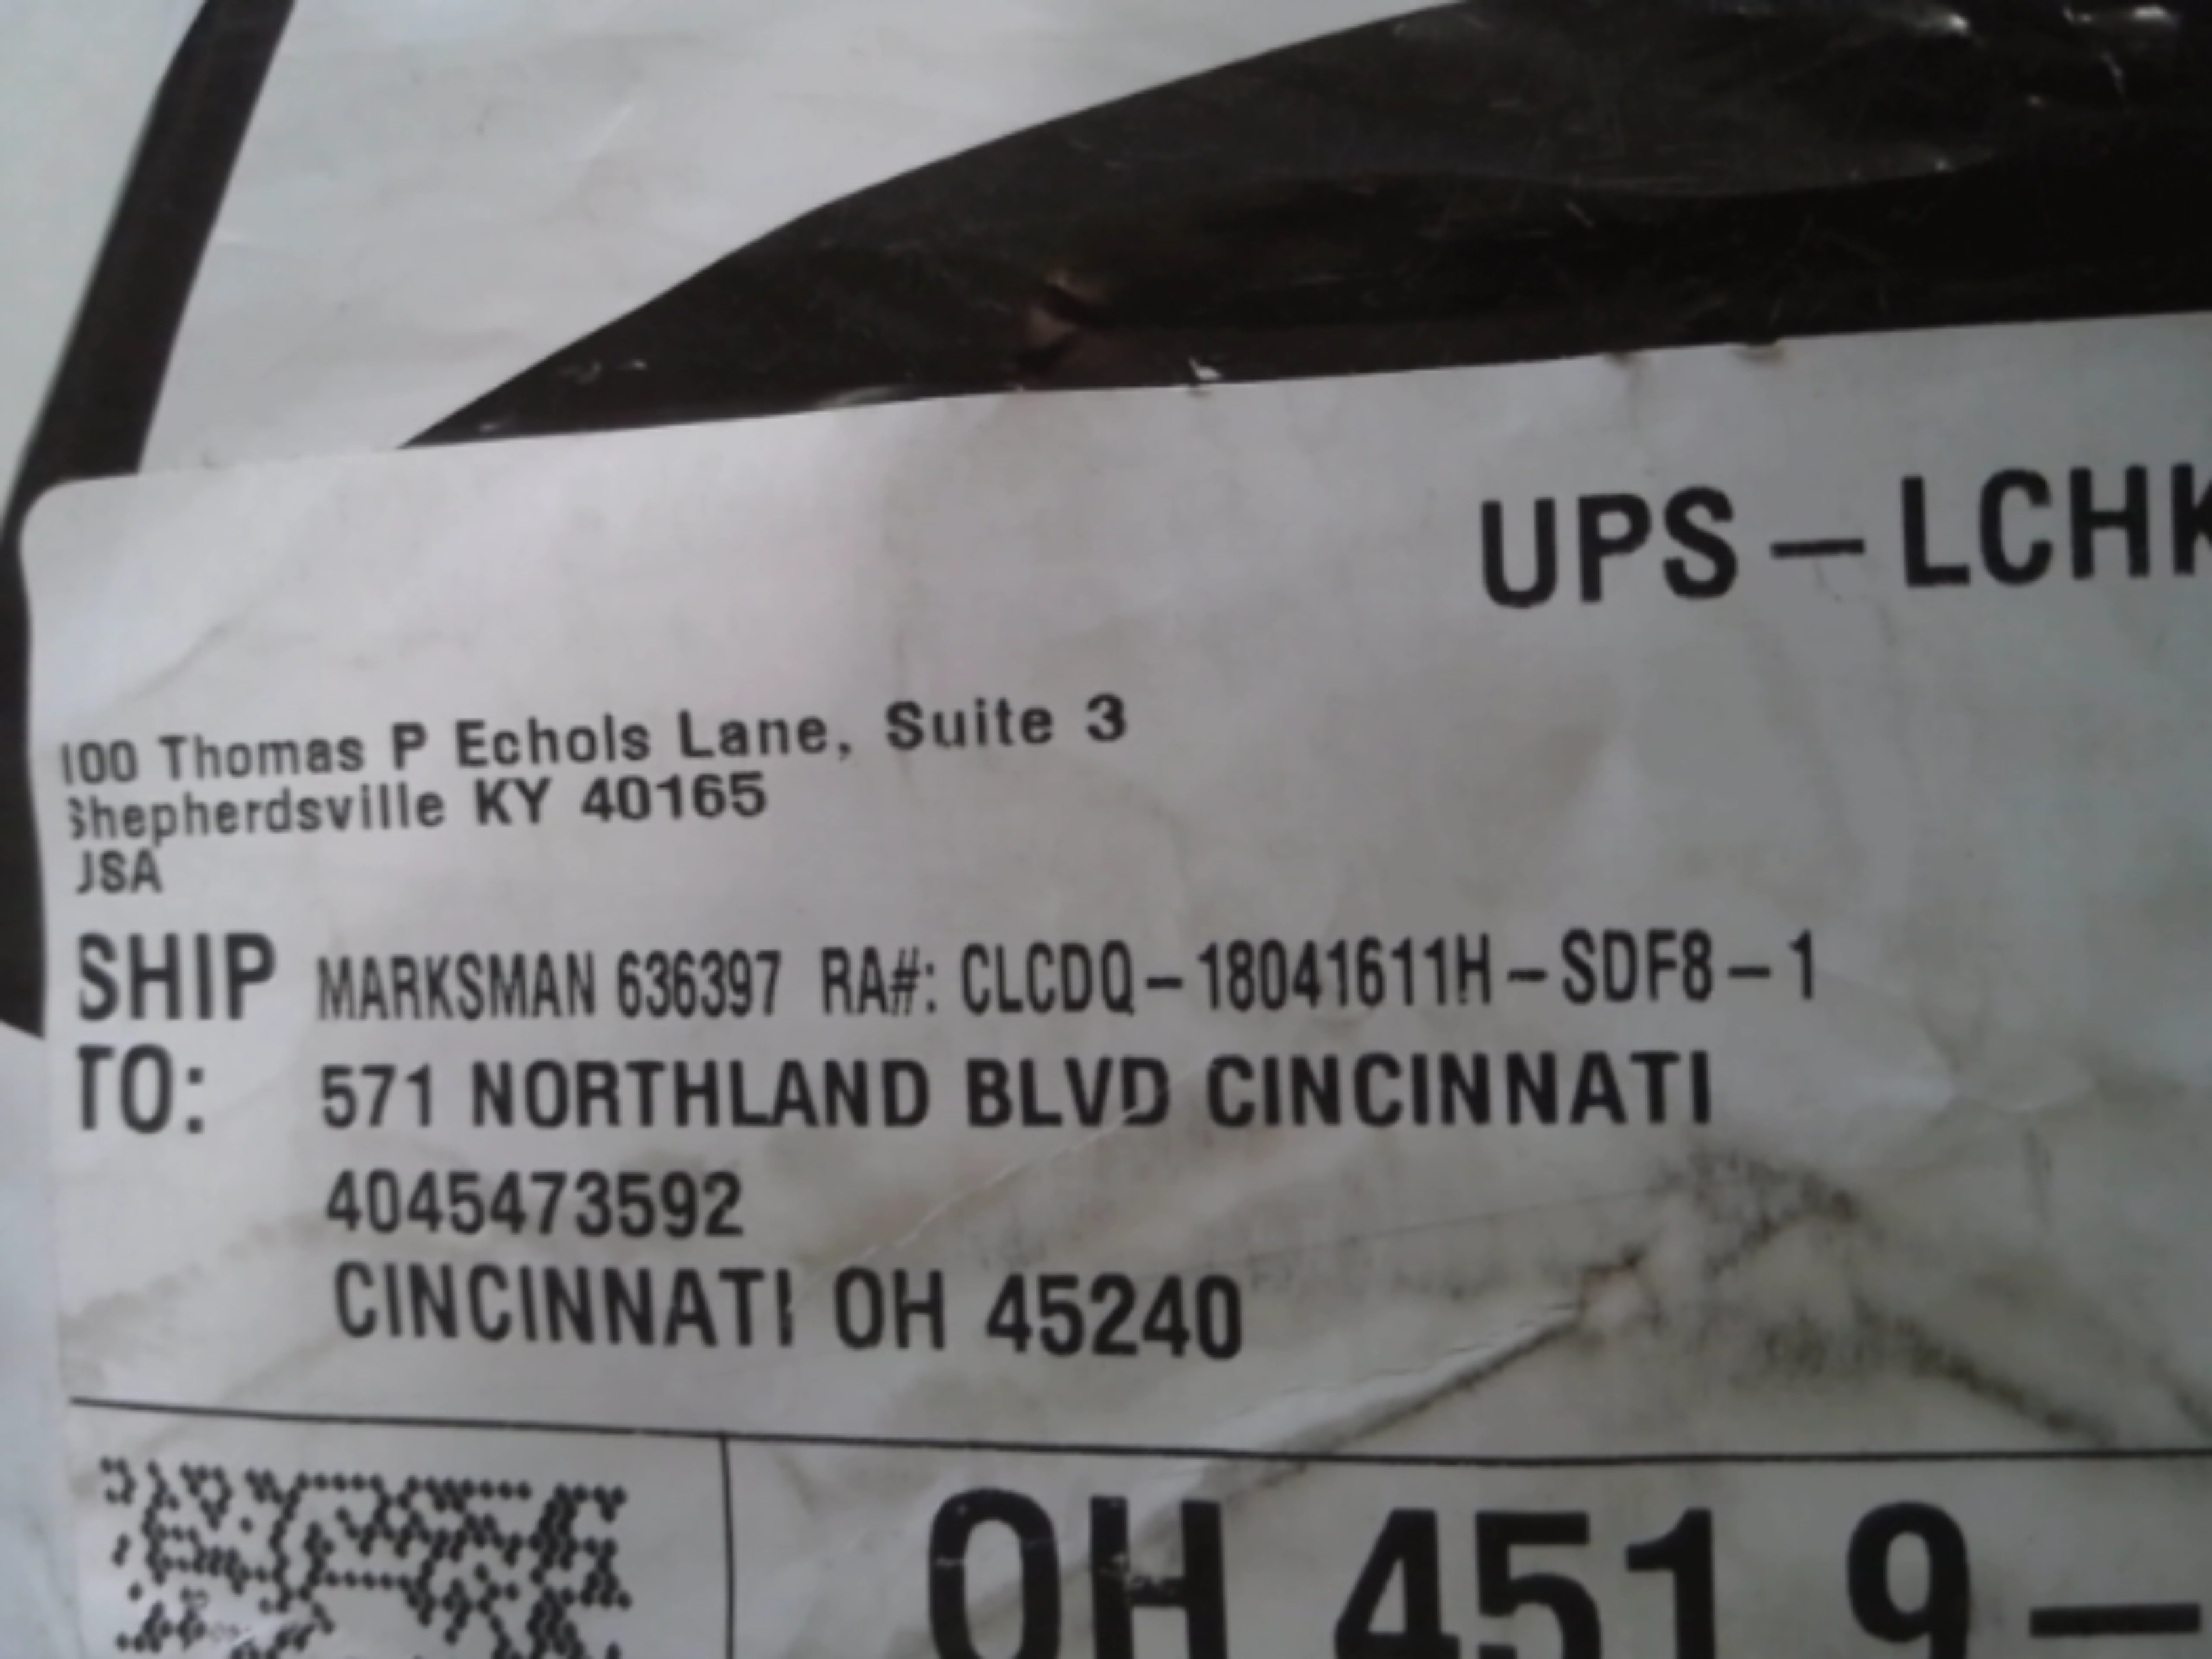 UPS – LCHK
100 Thomas P Echols Lane, Suite 3
Shepherdsville KY 40165
USA
SHIP MARKSMAN 636397 RA#: CLCDQ–18041611H–SDF8–1
TO: 571 NORTHLAND BLVD CINCINNATI
4045473592
CINCINNATI OH 45240
OH 451 9–